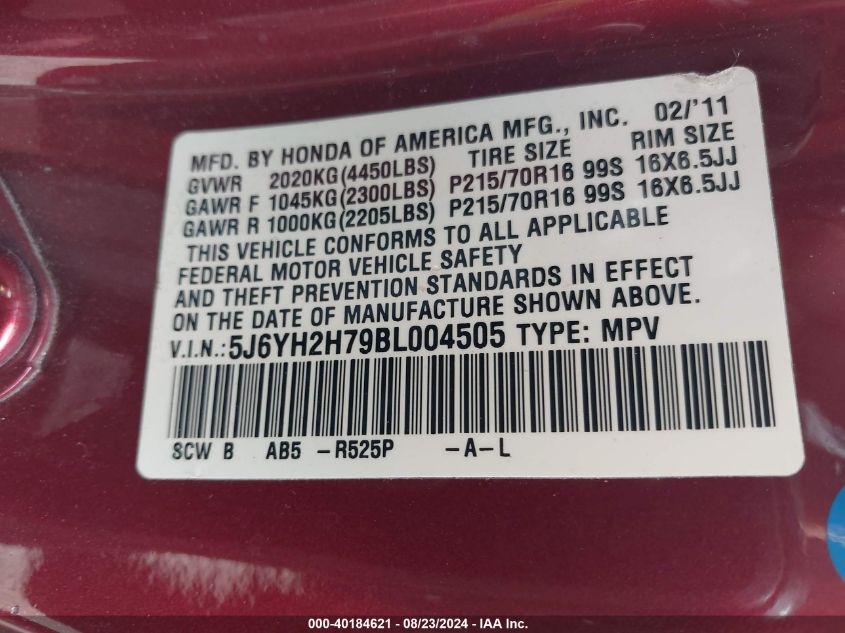 MFD. BY HONDA OF AMERICA MFG., INC. 02/'11
GVWR 2020KG(4450LBS) TIRE SIZE RIM SIZE
GAWR F 1045KG(2300LBS) P215/70R16 99S 16X6.5JJ
GAWR R 1000KG(2205LBS) P215/70R16 99S 16X6.5JJ
THIS VEHICLE CONFORMS TO ALL APPLICABLE
FEDERAL MOTOR VEHICLE SAFETY
AND THEFT PREVENTION STANDARDS IN EFFECT
ON THE DATE OF MANUFACTURE SHOWN ABOVE.
V.I.N.: 5J6YH2H79BL004505 TYPE: MPV
SCW B AB5 -R525P -A-L
000-40184621 - 08/23/2024 - IAA Inc.